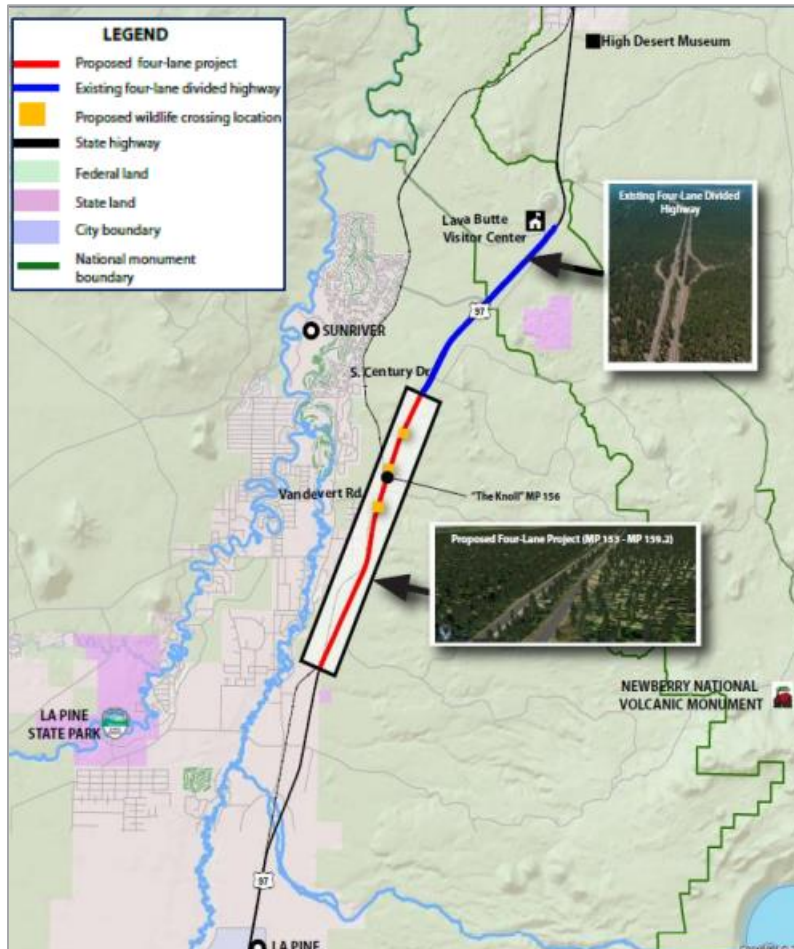 LEGEND
Proposed four-lane project
Existing four-lane divided highway
Proposed wildlife crossing location
State highway
Federal land
State land
City boundary
National monument
boundary
High Desert Museum
Existing Four-Lane Divided
Highway
Lava Butte
Visitor Center
97
SUNRIVER
S. Century Dr
Vandevert Rd.
"The Knoll" MP 156
Proposed Four-Lane Project (MP 153 - MP 159.2)
NEWBERRY NATIONAL
VOLCANIC MONUMENT
LA PINE
STATE PARK
97
LA PINE